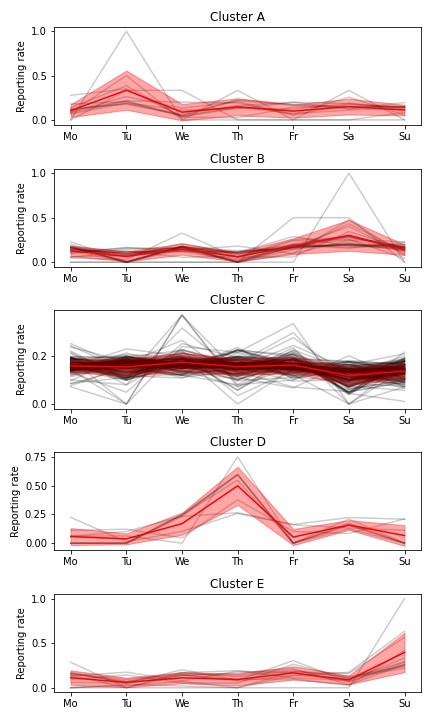 Cluster A
1.0
0.5
0.0
Reporting rate
Mo Tu We Th Fr Sa Su
Cluster B
1.0
0.5
0.0
Reporting rate
Mo Tu We Th Fr Sa Su
Cluster C
0.2
0.0
Reporting rate
Mo Tu We Th Fr Sa Su
Cluster D
0.75
0.50
0.25
0.00
Reporting rate
Mo Tu We Th Fr Sa Su
Cluster E
1.0
0.5
0.0
Reporting rate
Mo Tu We Th Fr Sa Su